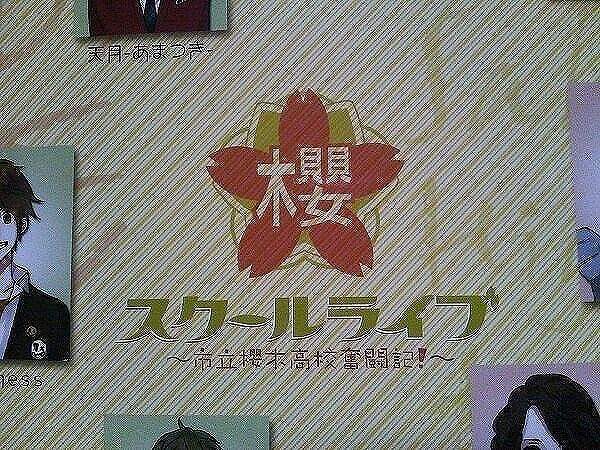 天月-あまつき-
櫻
スクールライブ
～市立櫻木高校奮闘記!～
ness